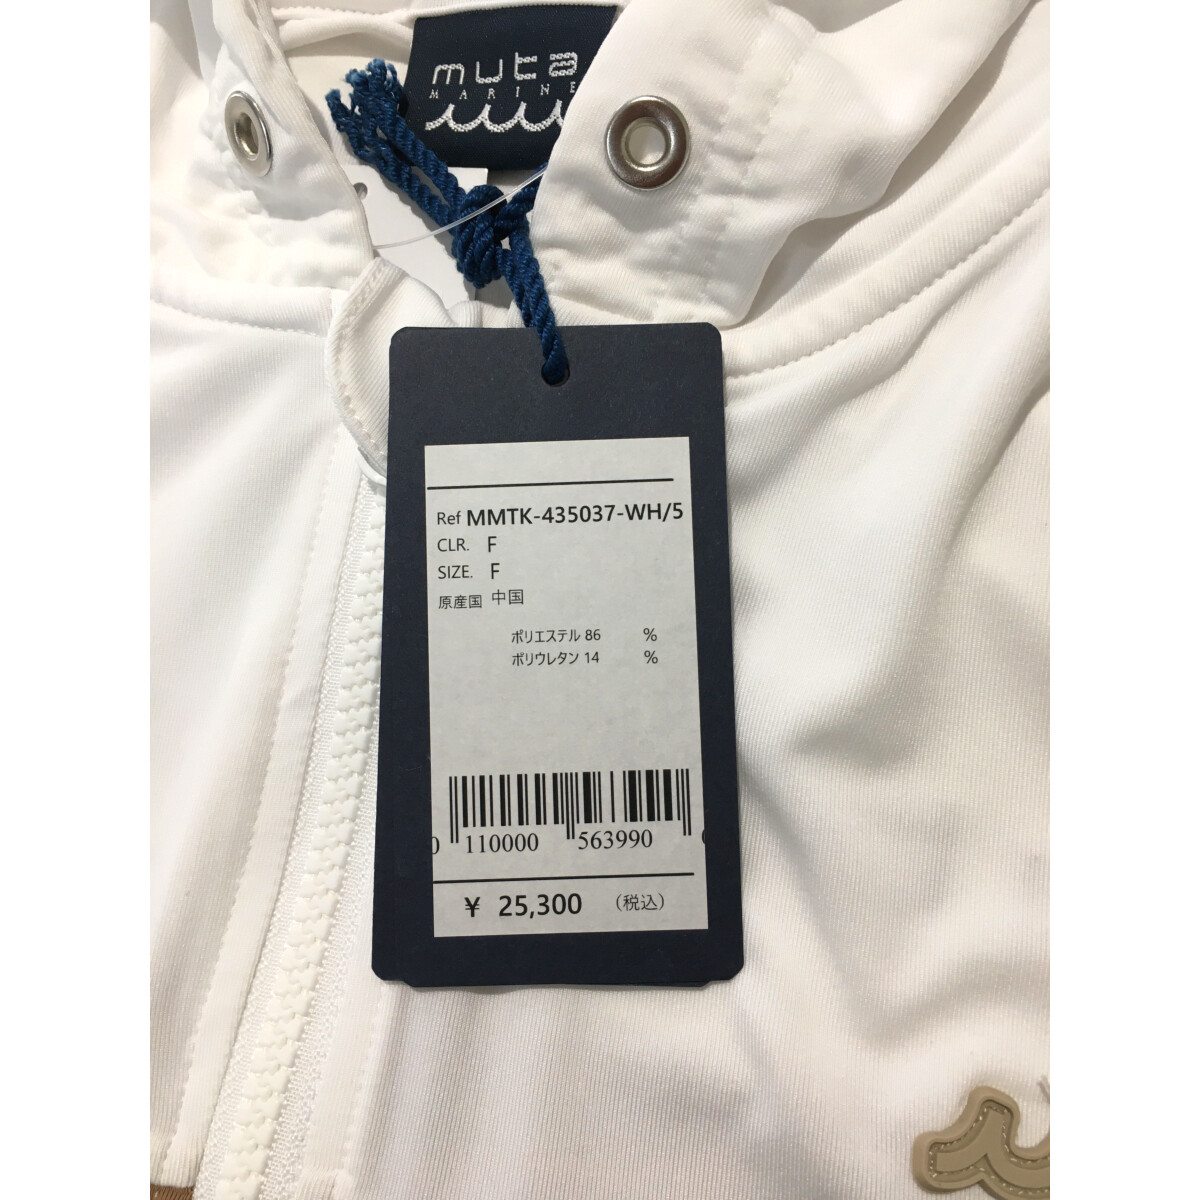 muta
MARINE
Ref MMTK-435037-WH/5
CLR. F
SIZE. F
原産国 中国
ポリエステル 86 %
ポリウレタン 14 %
110000 563990
¥ 25,300 (税込)